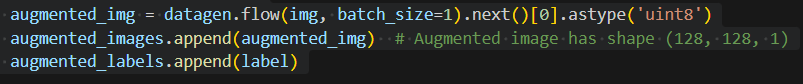 augmented_img = datagen.flow(img, batch_size=1).next()[0].astype('uint8')
augmented_images.append(augmented_img)  # Augmented image has shape (128, 128, 1)
augmented_labels.append(label)